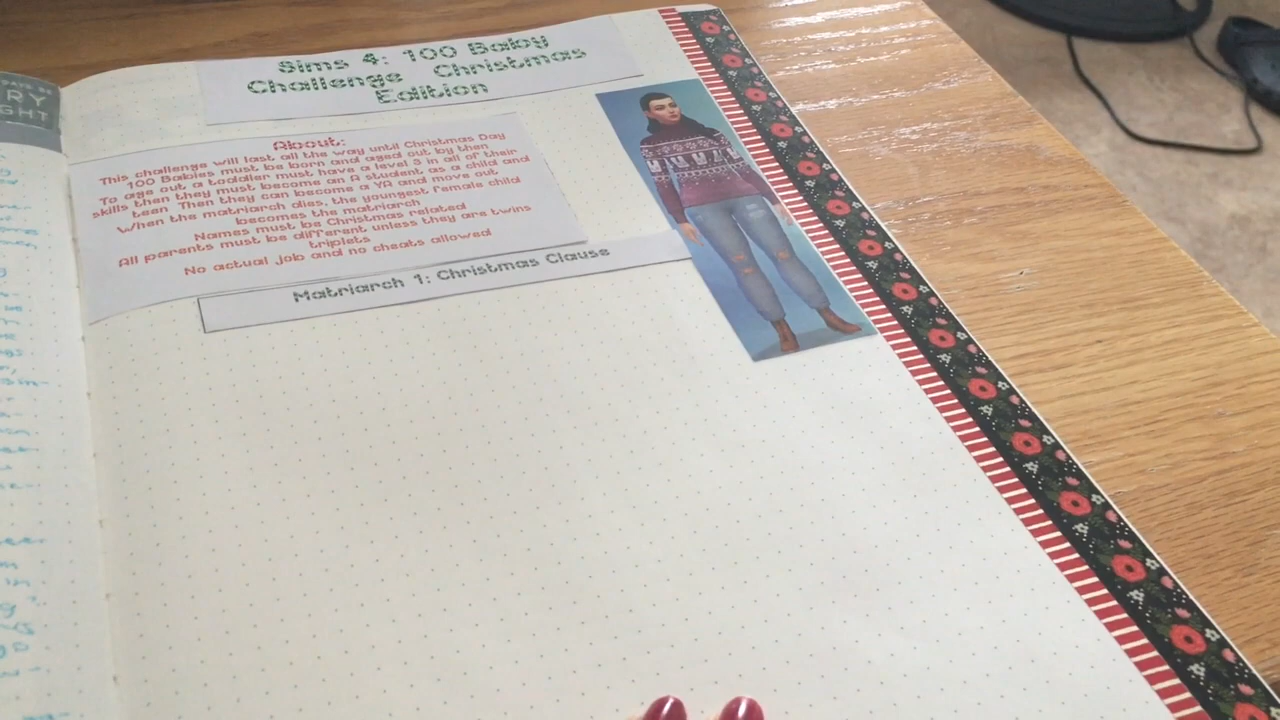 RY
GHT
Sims 4: 100 Baby
Challenge Christmas
Edition
About:
This challenge will last all the way until Christmas Day
100 Babies must be born and aged out by then
To age out a toddler must have a level 3 in all of their
skills then they must become an A student as a child and
teen Then they can become a YA and move out
When the matriarch dies, the youngest female child
becomes the matriarch
Names must be Christmas related
All parents must be different unless they are twins
triplets
No actual job and no cheats allowed
Matriarch 1: Christmas Clause